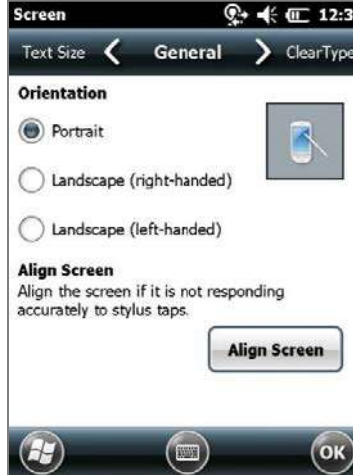 Screen 12:3
Text Size General ClearType
Orientation
Portrait
Landscape (right-handed)
Landscape (left-handed)
Align Screen
Align the screen if it is not responding
accurately to stylus taps.
Align Screen
OK